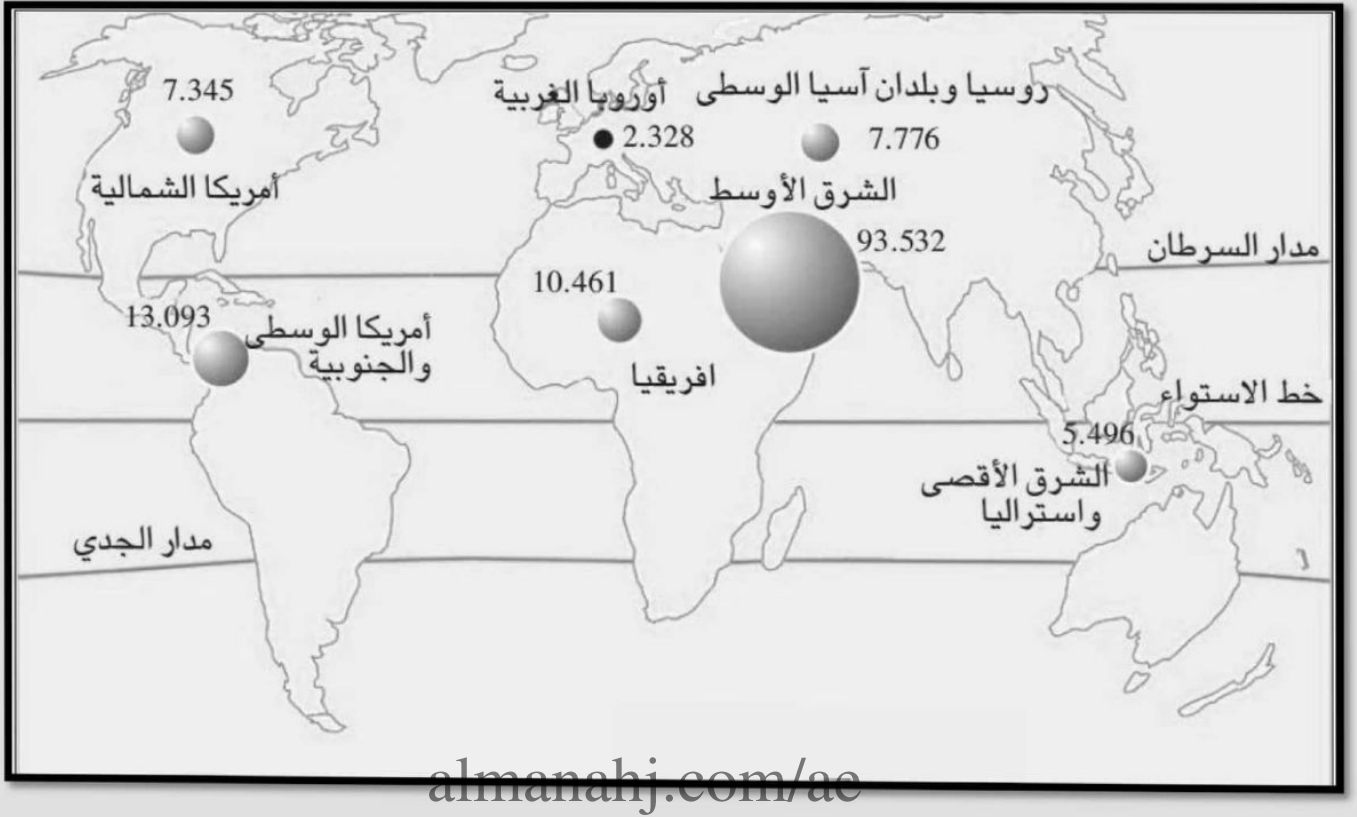 7.345
أمريكا الشمالية
أوروبا الغربية
2.328
روسيا وبلدان آسيا الوسطى
7.776
الشرق الأوسط
93.532
مدار السرطان
10.461
افريقيا
13.093
أمريكا الوسطى
والجنوبية
خط الاستواء
5.496
الشرق الأقصى
واستراليا
مدار الجدي
almanahj.com/ae